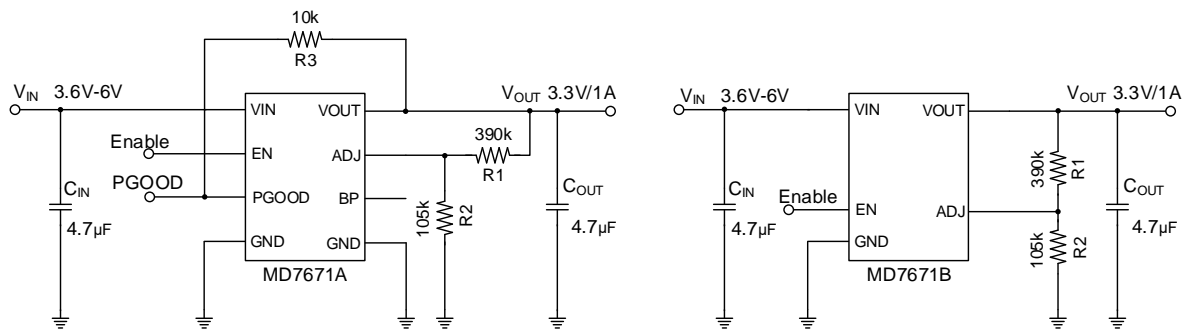 10k
R3
VIN 3.6V-6V
VIN
VOUT
VOUT 3.3V/1A
390k
R1
Enable
EN
ADJ
PGOOD
PGOOD
BP
CIN
4.7µF
105k
R2
COUT
4.7µF
GND
GND
MD7671A
VIN 3.6V-6V
VIN
VOUT
VOUT 3.3V/1A
390k
R1
CIN
4.7µF
Enable
EN
ADJ
COUT
4.7µF
GND
105k
R2
MD7671B